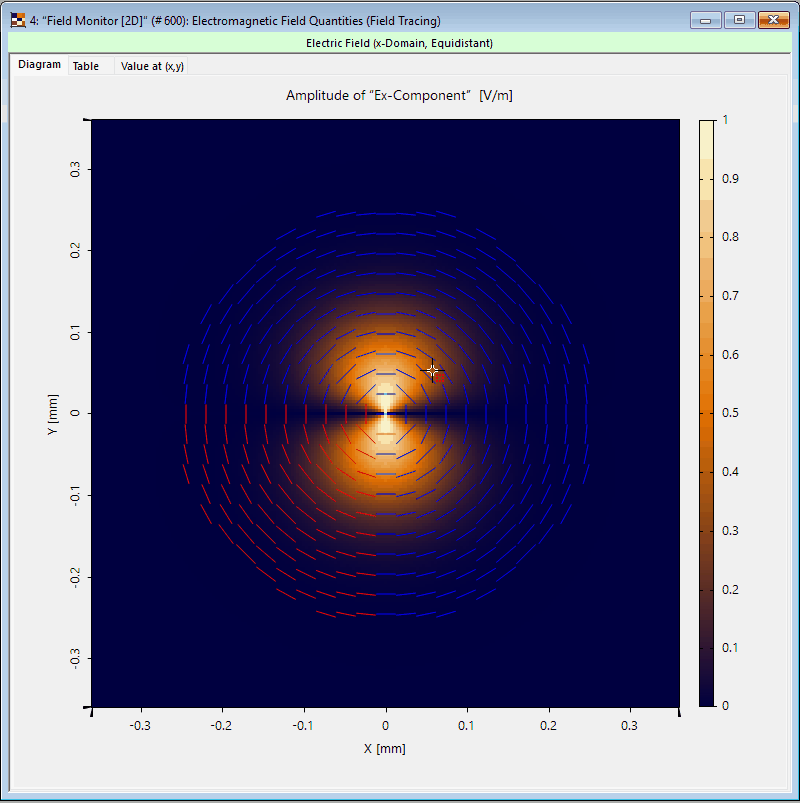 4: "Field Monitor [2D]" (# 600): Electromagnetic Field Quantities (Field Tracing)
Electric Field (x-Domain, Equidistant)
Diagram Table Value at (x,y)
Amplitude of "Ex-Component" [V/m]
1
0.9
0.8
0.7
0.6
0.5
0.4
0.3
0.2
0.1
0
0.3
0.2
0.1
0
-0.1
-0.2
-0.3
Y [mm]
-0.3 -0.2 -0.1 0 0.1 0.2 0.3
X [mm]